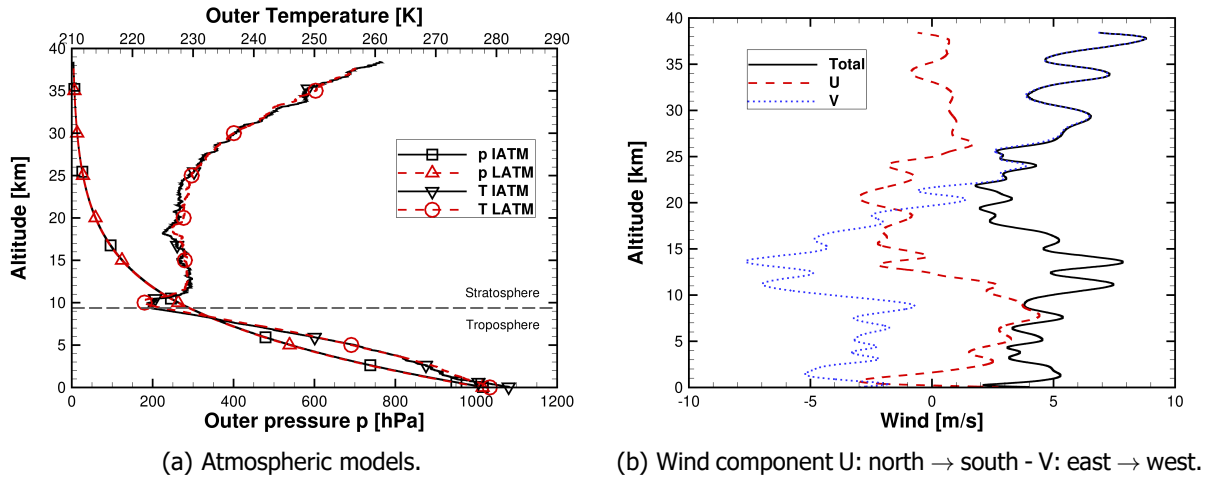 Outer Temperature [K]
210 220 230 240 250 260 270 280 290
40
35
30
25
20
15
10
5
0
Altitude [km]
p IATM
p LATM
T IATM
T LATM
Stratosphere
Troposphere
0 200 400 600 800 1000 1200
Outer pressure p [hPa]
(a) Atmospheric models.
40
35
30
25
20
15
10
5
0
Altitude [km]
Total
U
V
-10 -5 0 5 10
Wind [m/s]
(b) Wind component U: north → south - V: east → west.